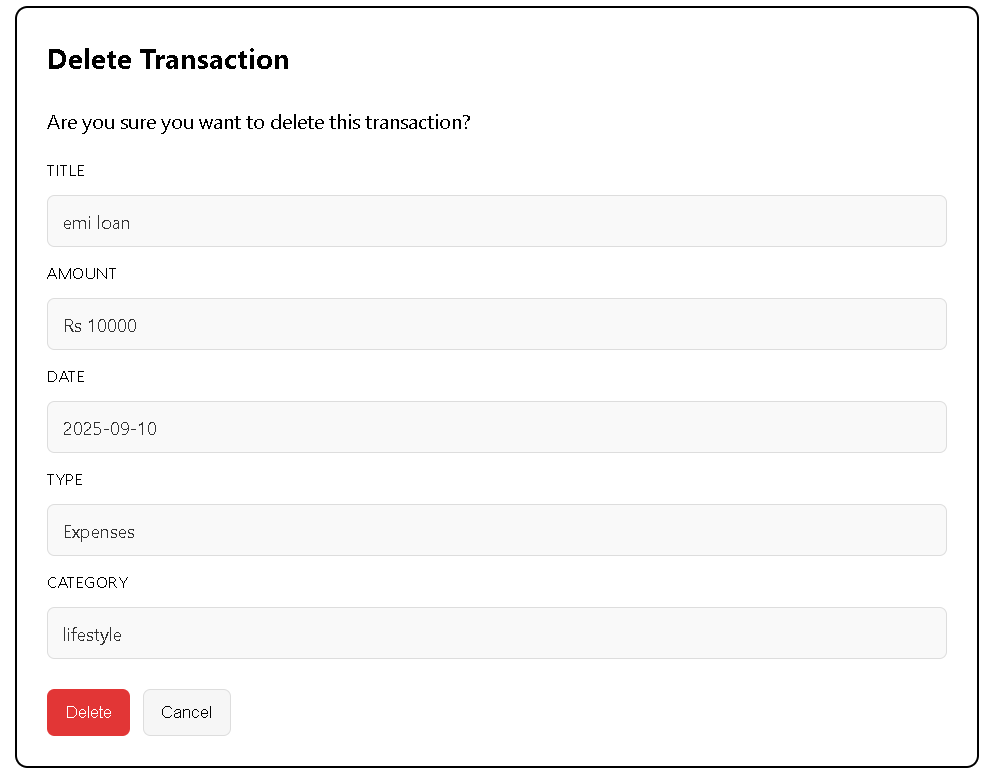 Delete Transaction
Are you sure you want to delete this transaction?
TITLE
emi loan
AMOUNT
Rs 10000
DATE
2025-09-10
TYPE
Expenses
CATEGORY
lifestyle
Delete Cancel